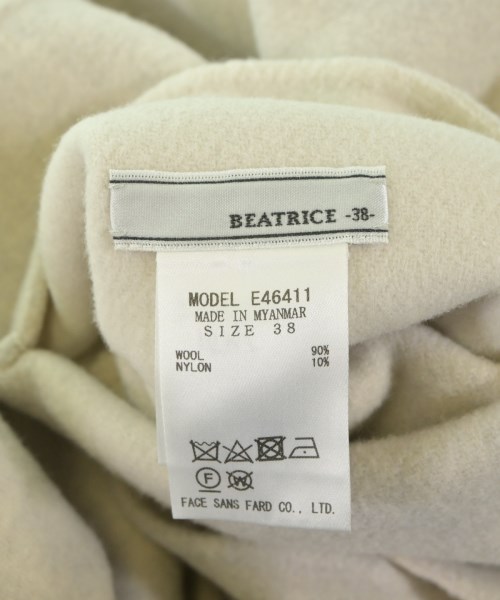 BEATRICE -38-
MODEL E46411
MADE IN MYANMAR
SIZE 38
WOOL 90%
NYLON 10%
F W
FACE SANS FARD CO., LTD.